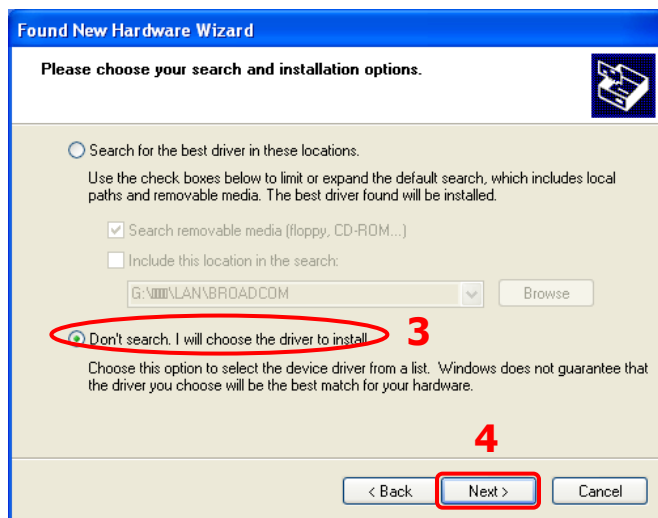 Found New Hardware Wizard
Please choose your search and installation options.
Search for the best driver in these locations.
Use the check boxes below to limit or expand the default search, which includes local
paths and removable media. The best driver found will be installed.
Search removable media (floppy, CD-ROM...)
Include this location in the search:
G:\\LAN\BROADCOM
Browse
Don't search. I will choose the driver to install.
3
Choose this option to select the device driver from a list. Windows does not guarantee that
the driver you choose will be the best match for your hardware.
4
< Back
Next >
Cancel